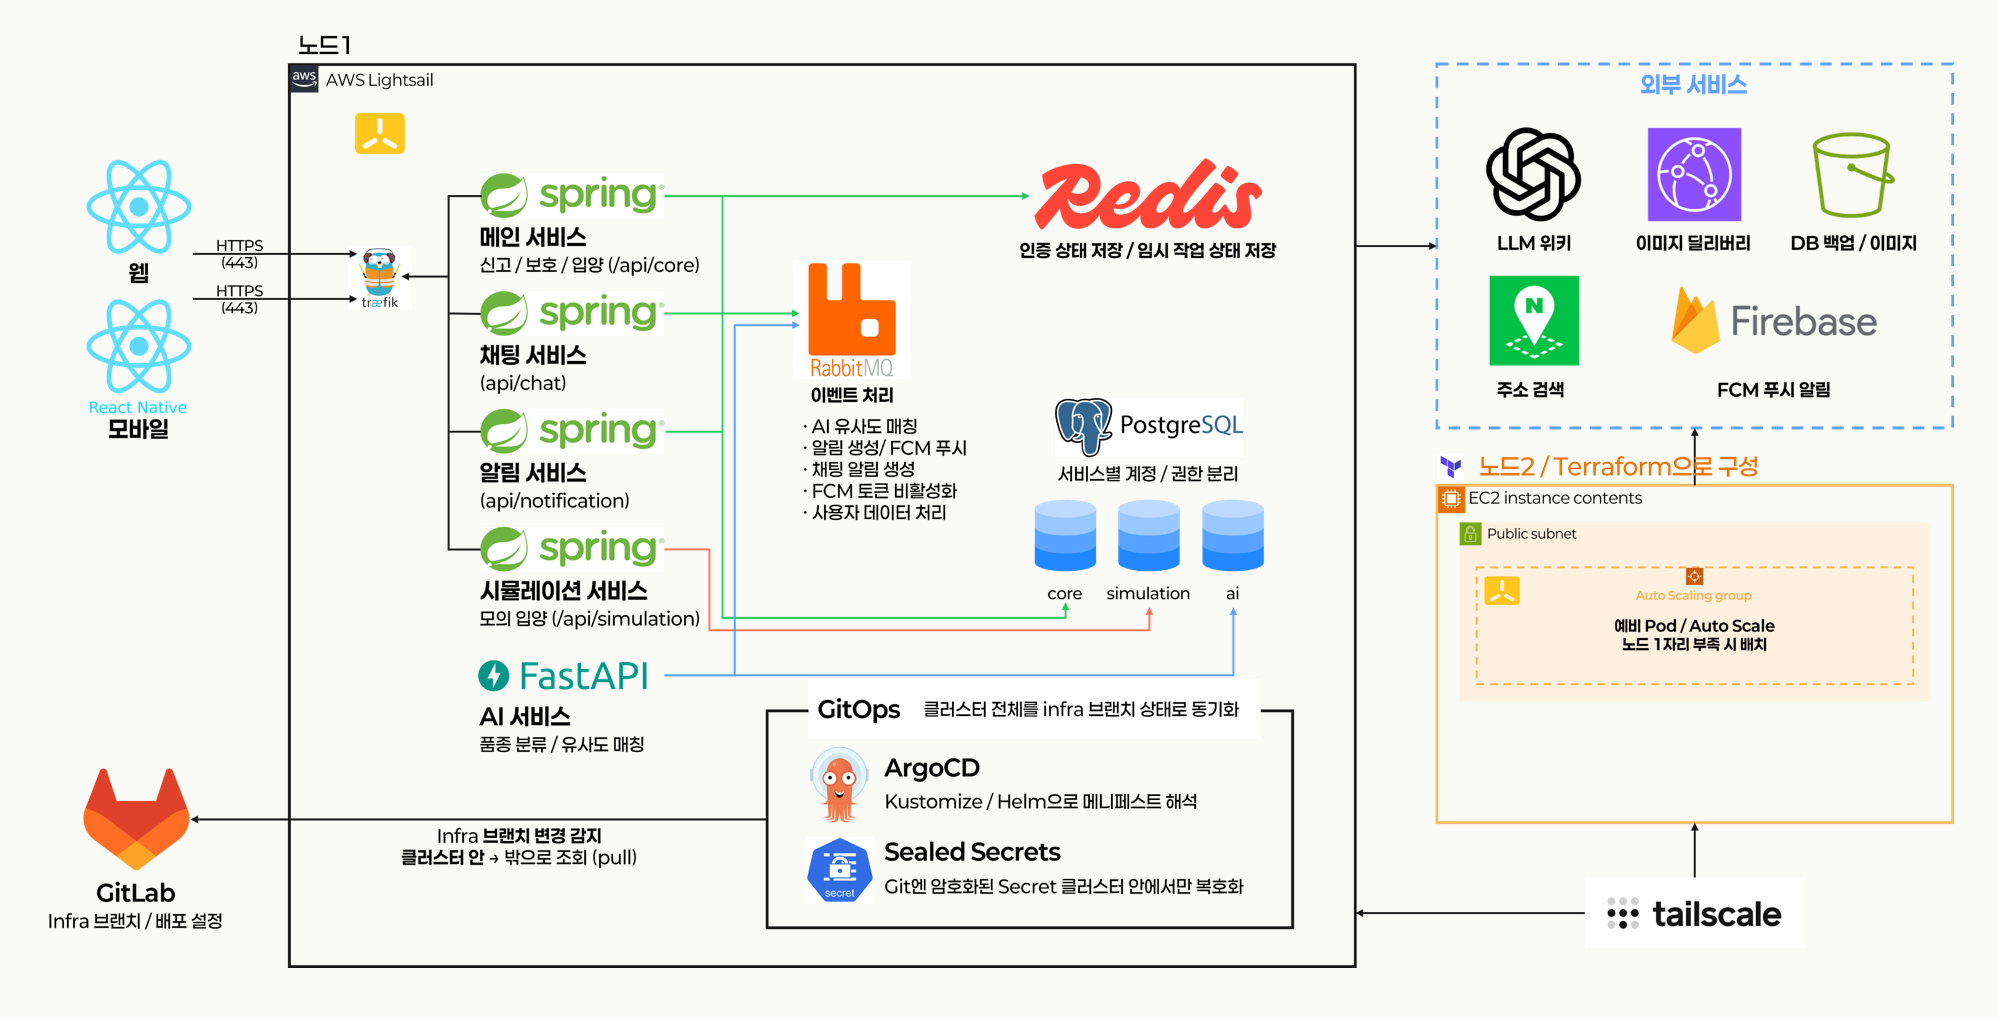 노드1
aws
AWS Lightsail
웹
React Native
모바일
HTTPS
(443)
HTTPS
(443)
træfik
spring
메인 서비스
신고 / 보호 / 입양 (/api/core)
spring
채팅 서비스
(api/chat)
spring
알림 서비스
(api/notification)
spring
시뮬레이션 서비스
모의 입양 (/api/simulation)
FastAPI
AI 서비스
품종 분류 / 유사도 매칭
redis
인증 상태 저장 / 임시 작업 상태 저장
RabbitMQ
이벤트 처리
· AI 유사도 매칭
· 알림 생성/ FCM 푸시
· 채팅 알림 생성
· FCM 토큰 비활성화
· 사용자 데이터 처리
PostgreSQL
서비스별 계정 / 권한 분리
core
simulation
ai
GitOps
클러스터 전체를 infra 브랜치 상태로 동기화
ArgoCD
Kustomize / Helm으로 메니페스트 해석
Sealed Secrets
Git엔 암호화된 Secret 클러스터 안에서만 복호화
secret
Infra 브랜치 변경 감지
클러스터 안 → 밖으로 조회 (pull)
GitLab
Infra 브랜치 / 배포 설정
외부 서비스
LLM 위키
이미지 딜리버리
DB 백업 / 이미지
N
주소 검색
Firebase
FCM 푸시 알림
노드2 / Terraform으로 구성
EC2 instance contents
Public subnet
Auto Scaling group
예비 Pod / Auto Scale
노드 1자리 부족 시 배치
tailscale